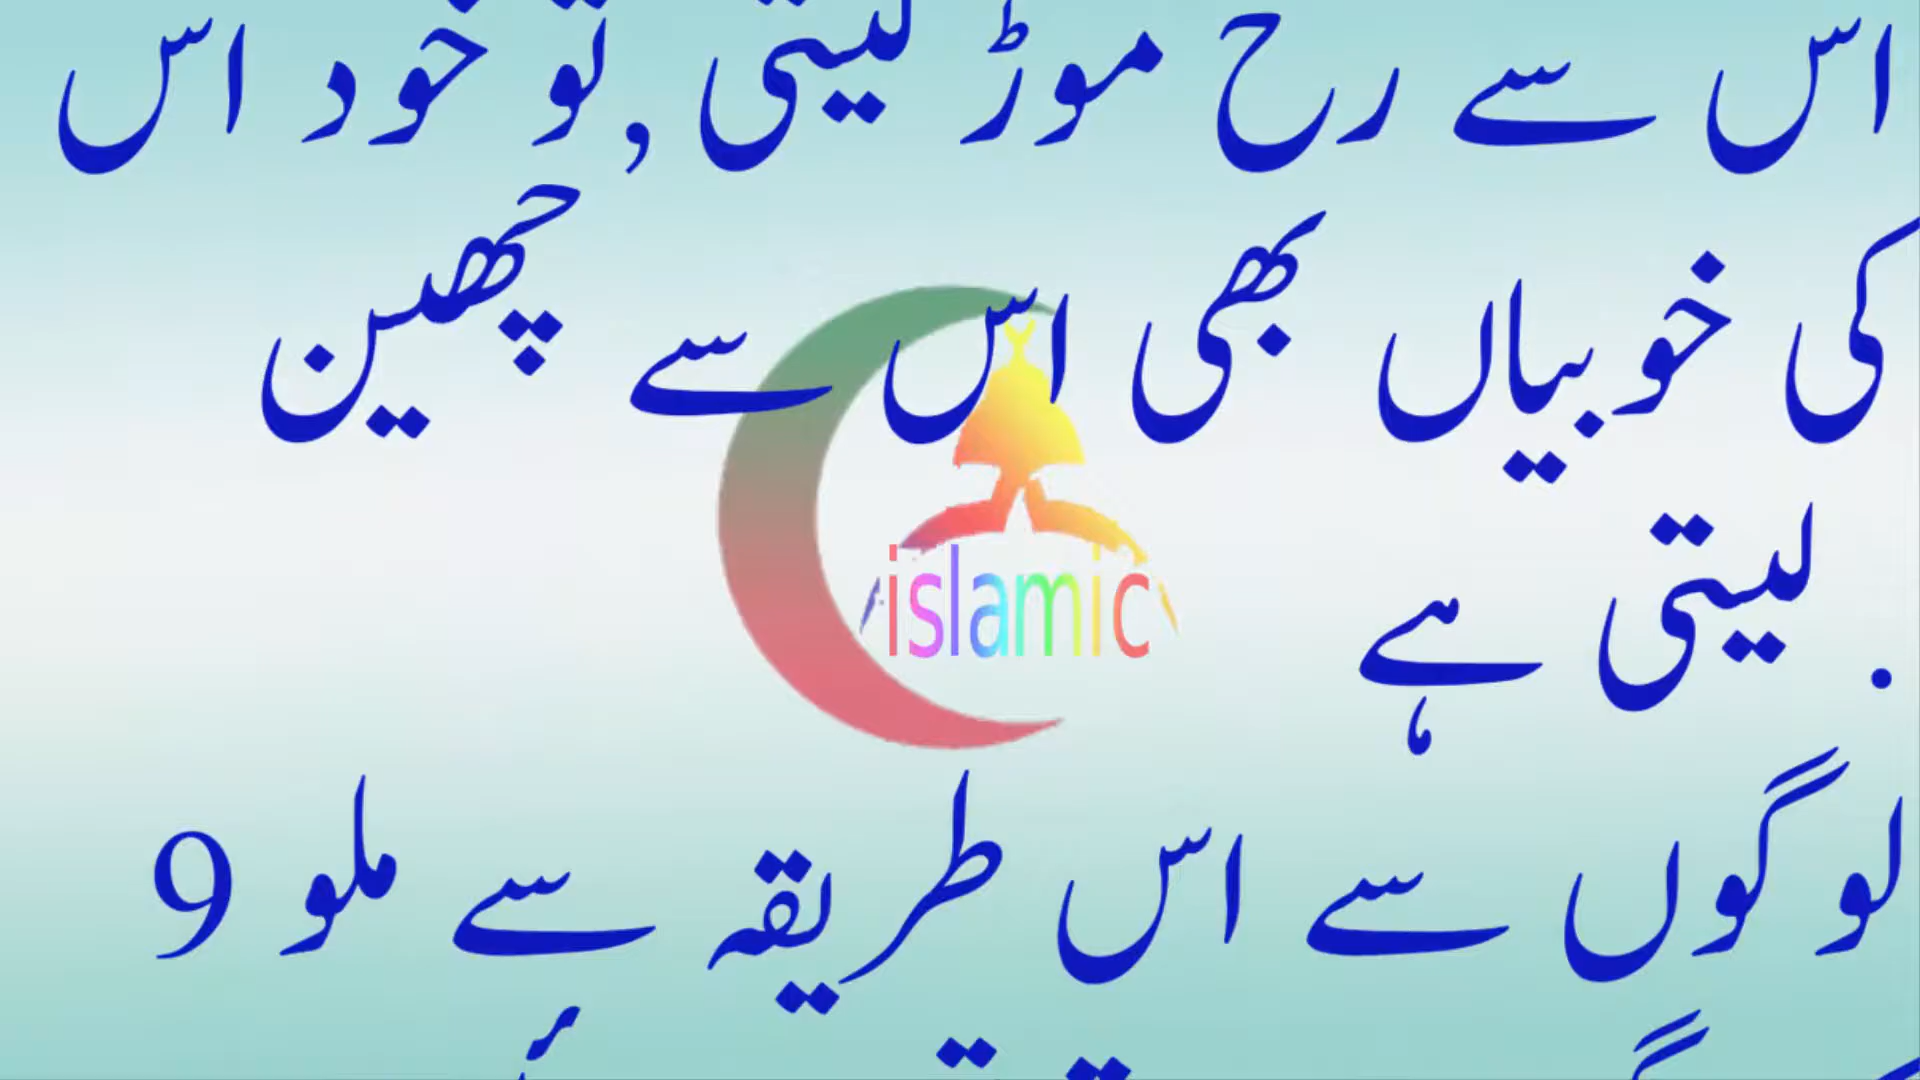 اس سے رح موڑ لیتی ,تو خود اس
کی خوبیاں بھی اس سے چھین
لیتی ہے .
islamic
لوگوں سے اس طریقہ سے ملو 9